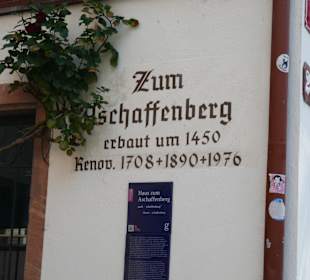 Zum
Aschaffenberg
erbaut um 1450
Renov. 1708+1890+1976
Haus zum
Aschaffenberg